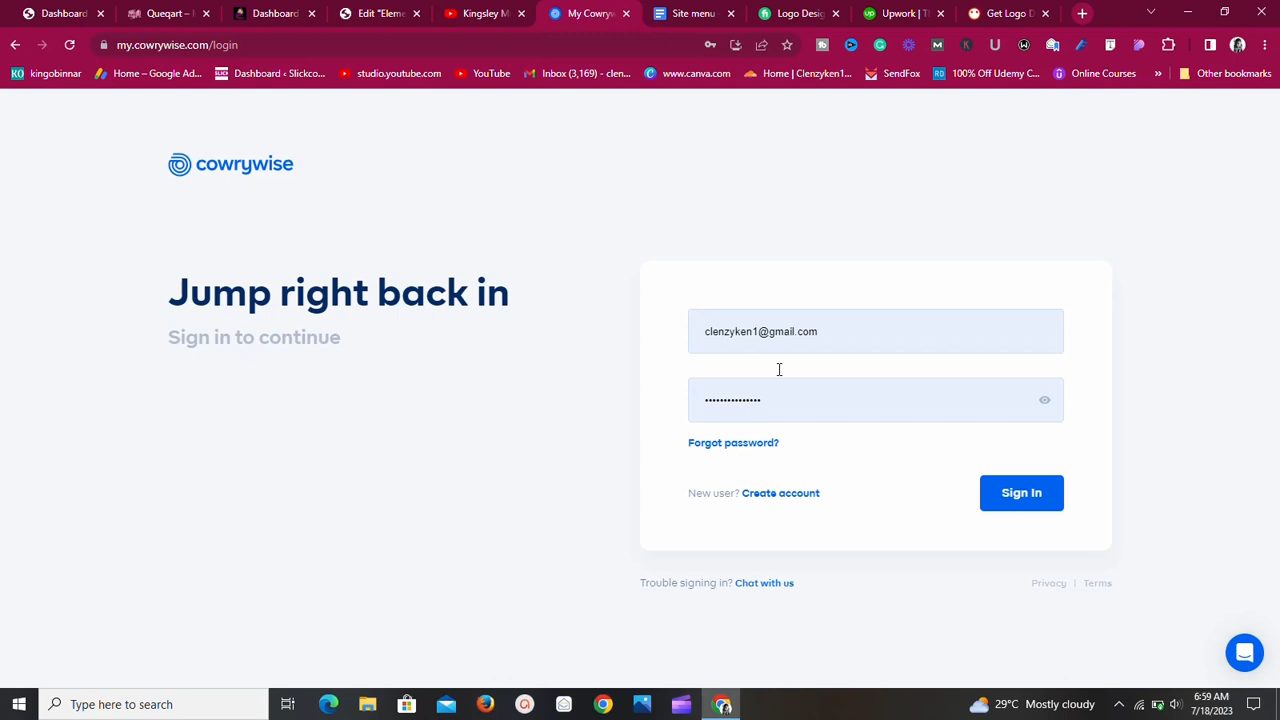 Dashboard
Queqart –
Dashboard
Edit "Eleme
Kingsley M
My Cowryw
Site menu
Logo Desig
Upwork | Th
Get Logo D
my.cowrywise.com/login
kingobinnar
Home – Google Ad...
Dashboard ‹ Slickco...
studio.youtube.com
YouTube
Inbox (3,169) - clen...
www.canva.com
Home | Clenzyken1...
SendFox
100% Off Udemy C...
Online Courses
»
Other bookmarks
cowrywise
Jump right back in
Sign in to continue
clenzyken1@gmail.com
•••••••••••••••
Forgot password?
New user? Create account
Sign In
Trouble signing in? Chat with us
Privacy | Terms
Type here to search
29°C Mostly cloudy
6:59 AM
7/18/2023